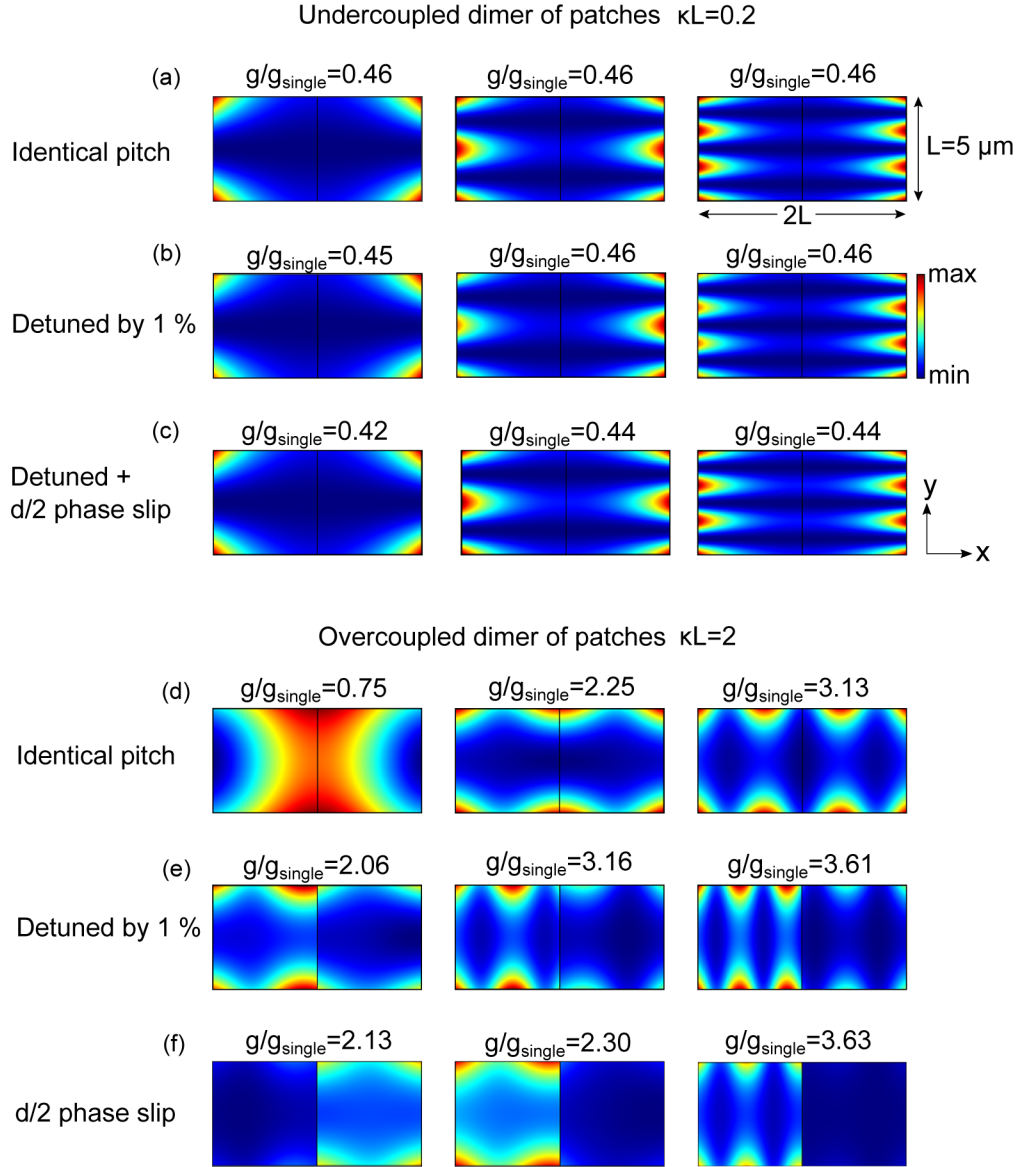 Undercoupled dimer of patches κL=0.2
(a)
g/gsingle=0.46 g/gsingle=0.46 g/gsingle=0.46
Identical pitch
L=5 μm
2L
(b)
g/gsingle=0.45 g/gsingle=0.46 g/gsingle=0.46
max
Detuned by 1 %
min
(c)
g/gsingle=0.42 g/gsingle=0.44 g/gsingle=0.44
Detuned +
d/2 phase slip
y
x
Overcoupled dimer of patches κL=2
(d)
g/gsingle=0.75 g/gsingle=2.25 g/gsingle=3.13
Identical pitch
(e)
g/gsingle=2.06 g/gsingle=3.16 g/gsingle=3.61
Detuned by 1 %
(f)
g/gsingle=2.13 g/gsingle=2.30 g/gsingle=3.63
d/2 phase slip